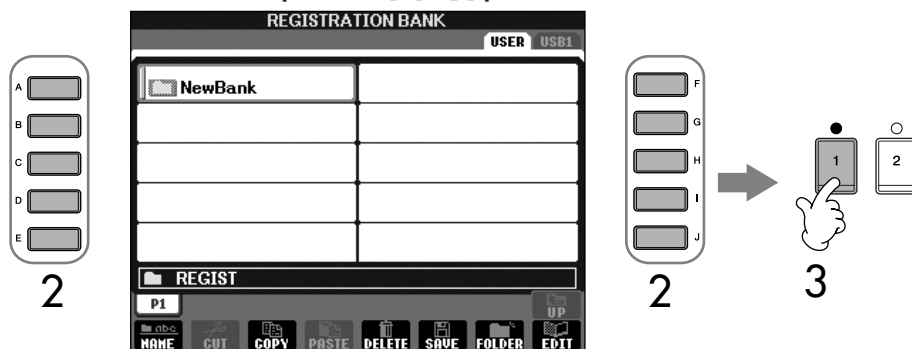 REGISTRATION BANK
USER USB1
A
B
C
D
E
NewBank
F
G
H
I
J
1 2
REGIST
P1
UP
abc
NAME CUT COPY PASTE DELETE SAVE FOLDER EDIT
2
2
3